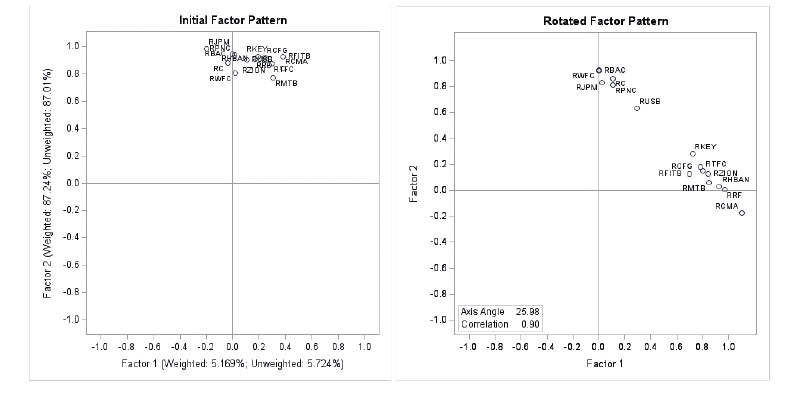 Initial Factor Pattern
1.0
0.8
0.6
0.4
0.2
0.0
-0.2
-0.4
-0.6
-0.8
-1.0
Factor 2 (Weighted: 87.24%; Unweighted: 87.01%)
RJPM
RPNC
RBAC
RHBAN
RKEY
RCFG
RUSB
RFITB
RCMA
RTFC
RC
RZION
RWFC
RMTB
-1.0 -0.8 -0.6 -0.4 -0.2 0.0 0.2 0.4 0.6 0.8 1.0
Factor 1 (Weighted: 5.169%; Unweighted: 5.724%)
Rotated Factor Pattern
1.0
0.8
0.6
0.4
0.2
0.0
-0.2
-0.4
-0.6
-0.8
-1.0
Factor 2
RWFC
RBAC
RC
RJPM
RPNC
RUSB
RKEY
RCFG
RTFC
RFITB
RZION
RHBAN
RMTB
RRF
RCMA
Axis Angle 25.98
Correlation 0.90
-1.0 -0.8 -0.6 -0.4 -0.2 0.0 0.2 0.4 0.6 0.8 1.0
Factor 1